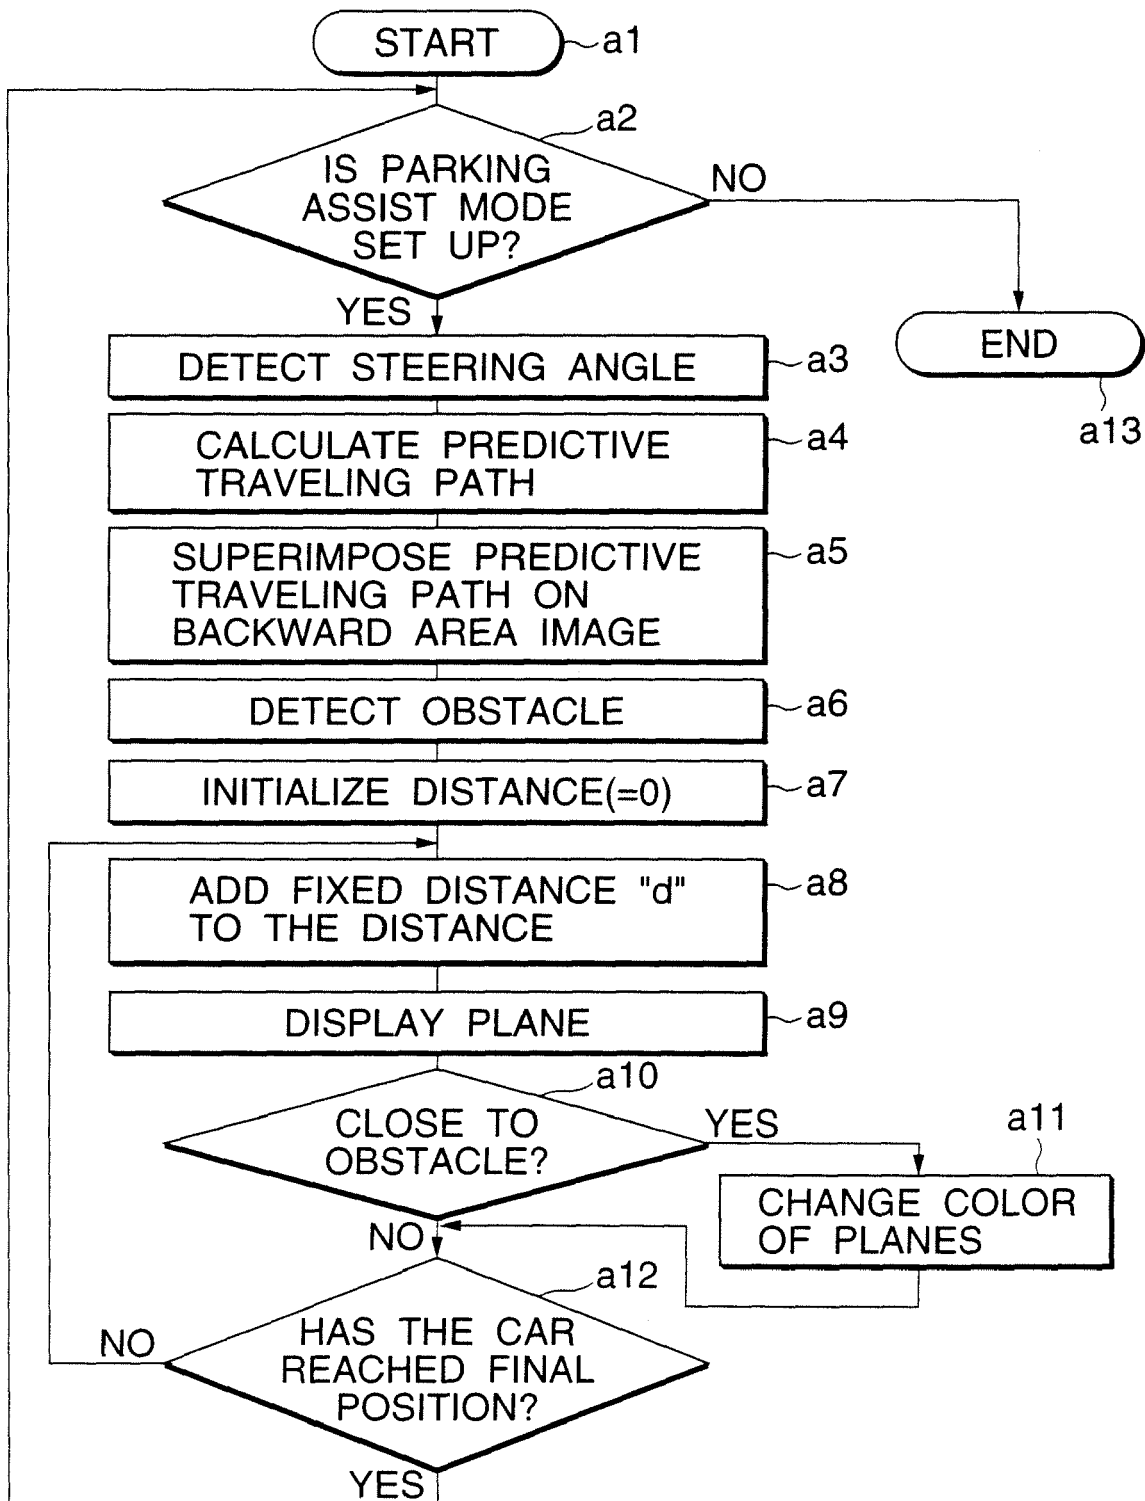 START
a1
a2
IS PARKING
ASSIST MODE
SET UP?
NO
YES
END
a13
DETECT STEERING ANGLE
a3
CALCULATE PREDICTIVE
TRAVELING PATH
a4
SUPERIMPOSE PREDICTIVE
TRAVELING PATH ON
BACKWARD AREA IMAGE
a5
DETECT OBSTACLE
a6
INITIALIZE DISTANCE(=0)
a7
ADD FIXED DISTANCE "d"
TO THE DISTANCE
a8
DISPLAY PLANE
a9
a10
CLOSE TO
OBSTACLE?
YES
a11
CHANGE COLOR
OF PLANES
NO
a12
HAS THE CAR
REACHED FINAL
POSITION?
NO
YES